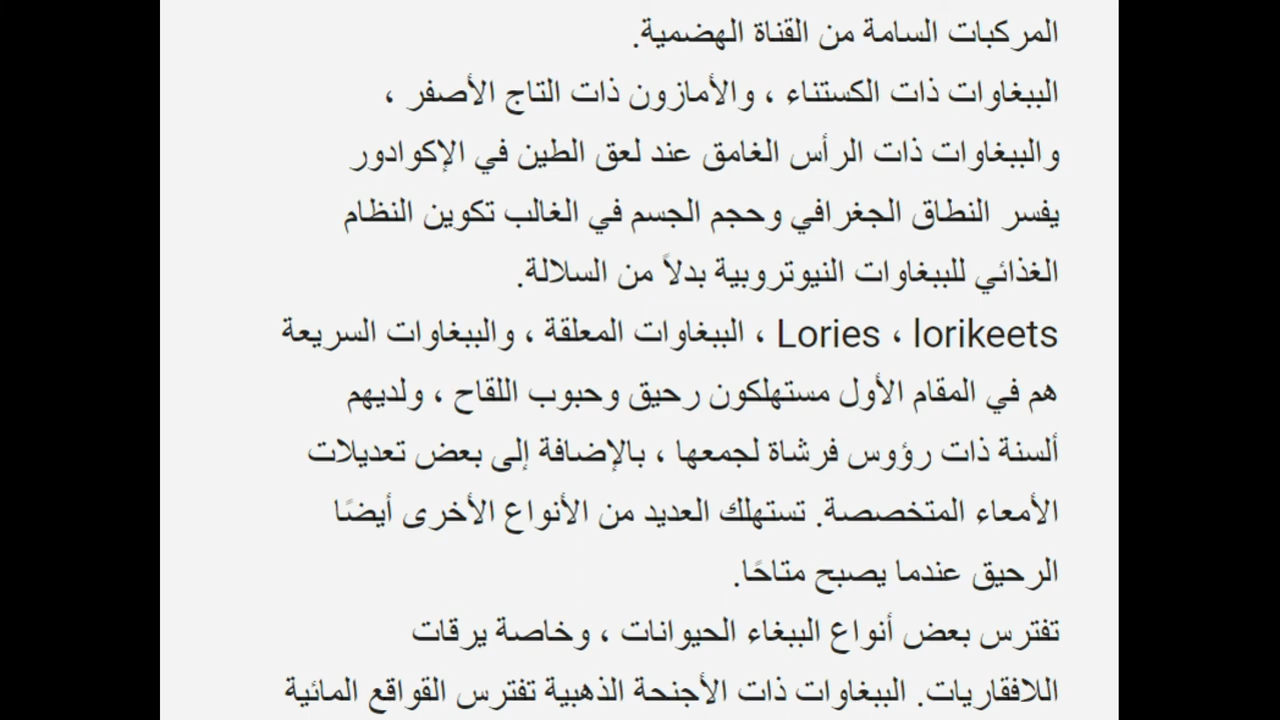 المركبات السامة من القناة الهضمية.
الببغاوات ذات الكستناء ، والأمازون ذات التاج الأصفر ،
والببغاوات ذات الرأس الغامق عند لعق الطين في الإكوادور
يفسر النطاق الجغرافي وحجم الجسم في الغالب تكوين النظام
الغذائي للببغاوات النيوتروبية بدلاً من السلالة.
Lories ، lorikeets ، الببغاوات المعلقة ، والببغاوات السريعة
هم في المقام الأول مستهلكون رحيق وحبوب اللقاح ، ولديهم
ألسنة ذات رؤوس فرشاة لجمعها ، بالإضافة إلى بعض تعديلات
الأمعاء المتخصصة. تستهلك العديد من الأنواع الأخرى أيضًا
الرحيق عندما يصبح متاحًا.
تفترس بعض أنواع الببغاء الحيوانات ، وخاصة يرقات
اللافقاريات. الببغاوات ذات الأجنحة الذهبية تفترس القواقع المائية